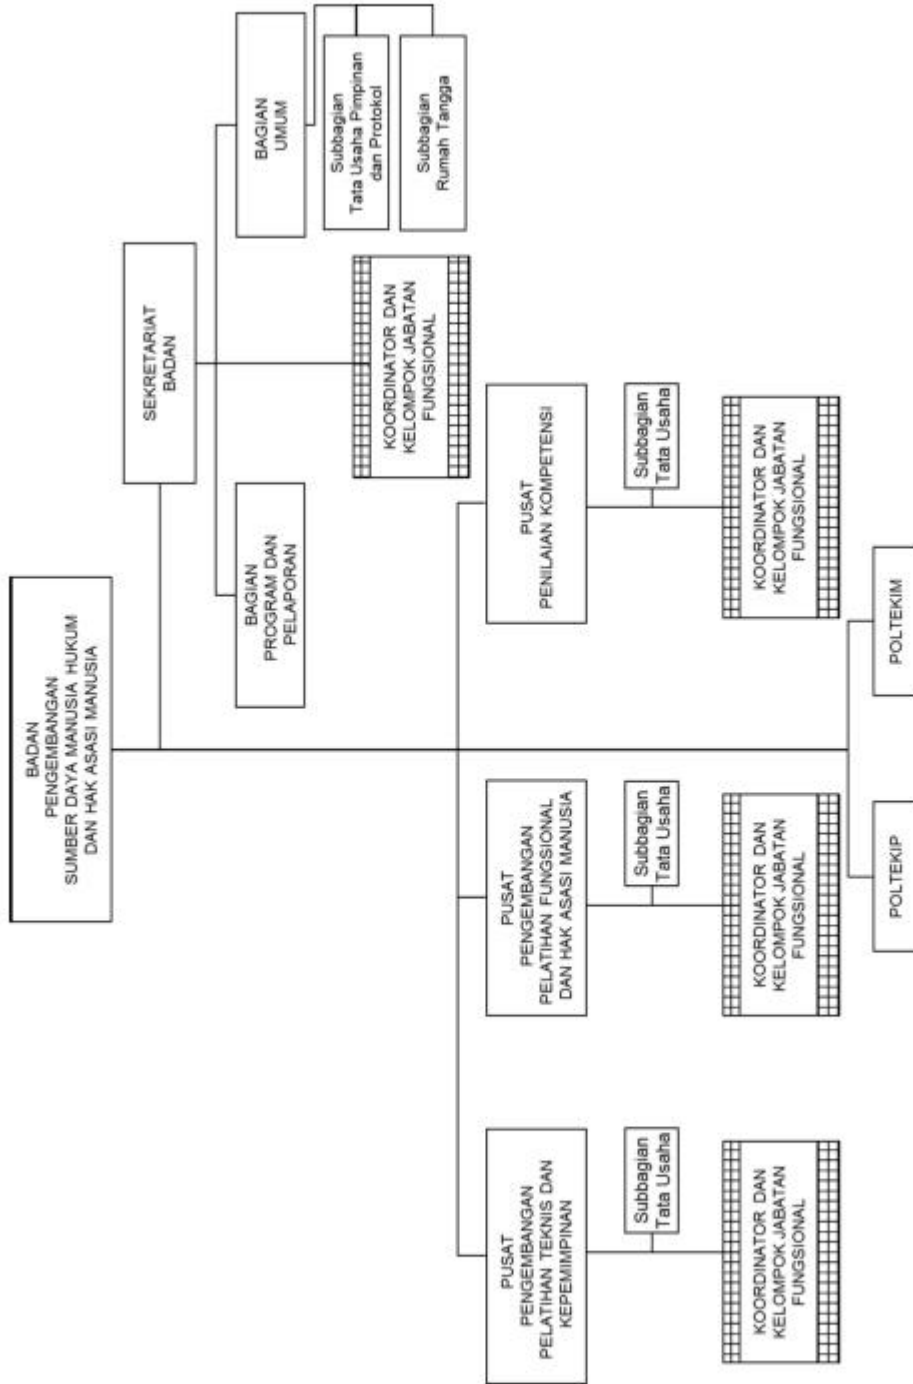 BADAN
PENGEMBANGAN
SUMBER DAYA MANUSIA HUKUM
DAN HAK ASASI MANUSIA
SEKRETARIAT
BADAN
BAGIAN
PROGRAM DAN
PELAPORAN
BAGIAN
UMUM
KOORDINATOR DAN
KELOMPOK JABATAN
FUNGSIONAL
Subbagian
Tata Usaha Pimpinan
dan Protokol
Subbagian
Rumah Tangga
PUSAT
PENGEMBANGAN
PELATIHAN TEKNIS DAN
KEPEMIMPINAN
PUSAT
PENGEMBANGAN
PELATIHAN FUNGSIONAL
DAN HAK ASASI MANUSIA
PUSAT
PENILAIAN KOMPETENSI
Subbagian
Tata Usaha
Subbagian
Tata Usaha
Subbagian
Tata Usaha
KOORDINATOR DAN
KELOMPOK JABATAN
FUNGSIONAL
KOORDINATOR DAN
KELOMPOK JABATAN
FUNGSIONAL
KOORDINATOR DAN
KELOMPOK JABATAN
FUNGSIONAL
POLTEKIP
POLTEKIM